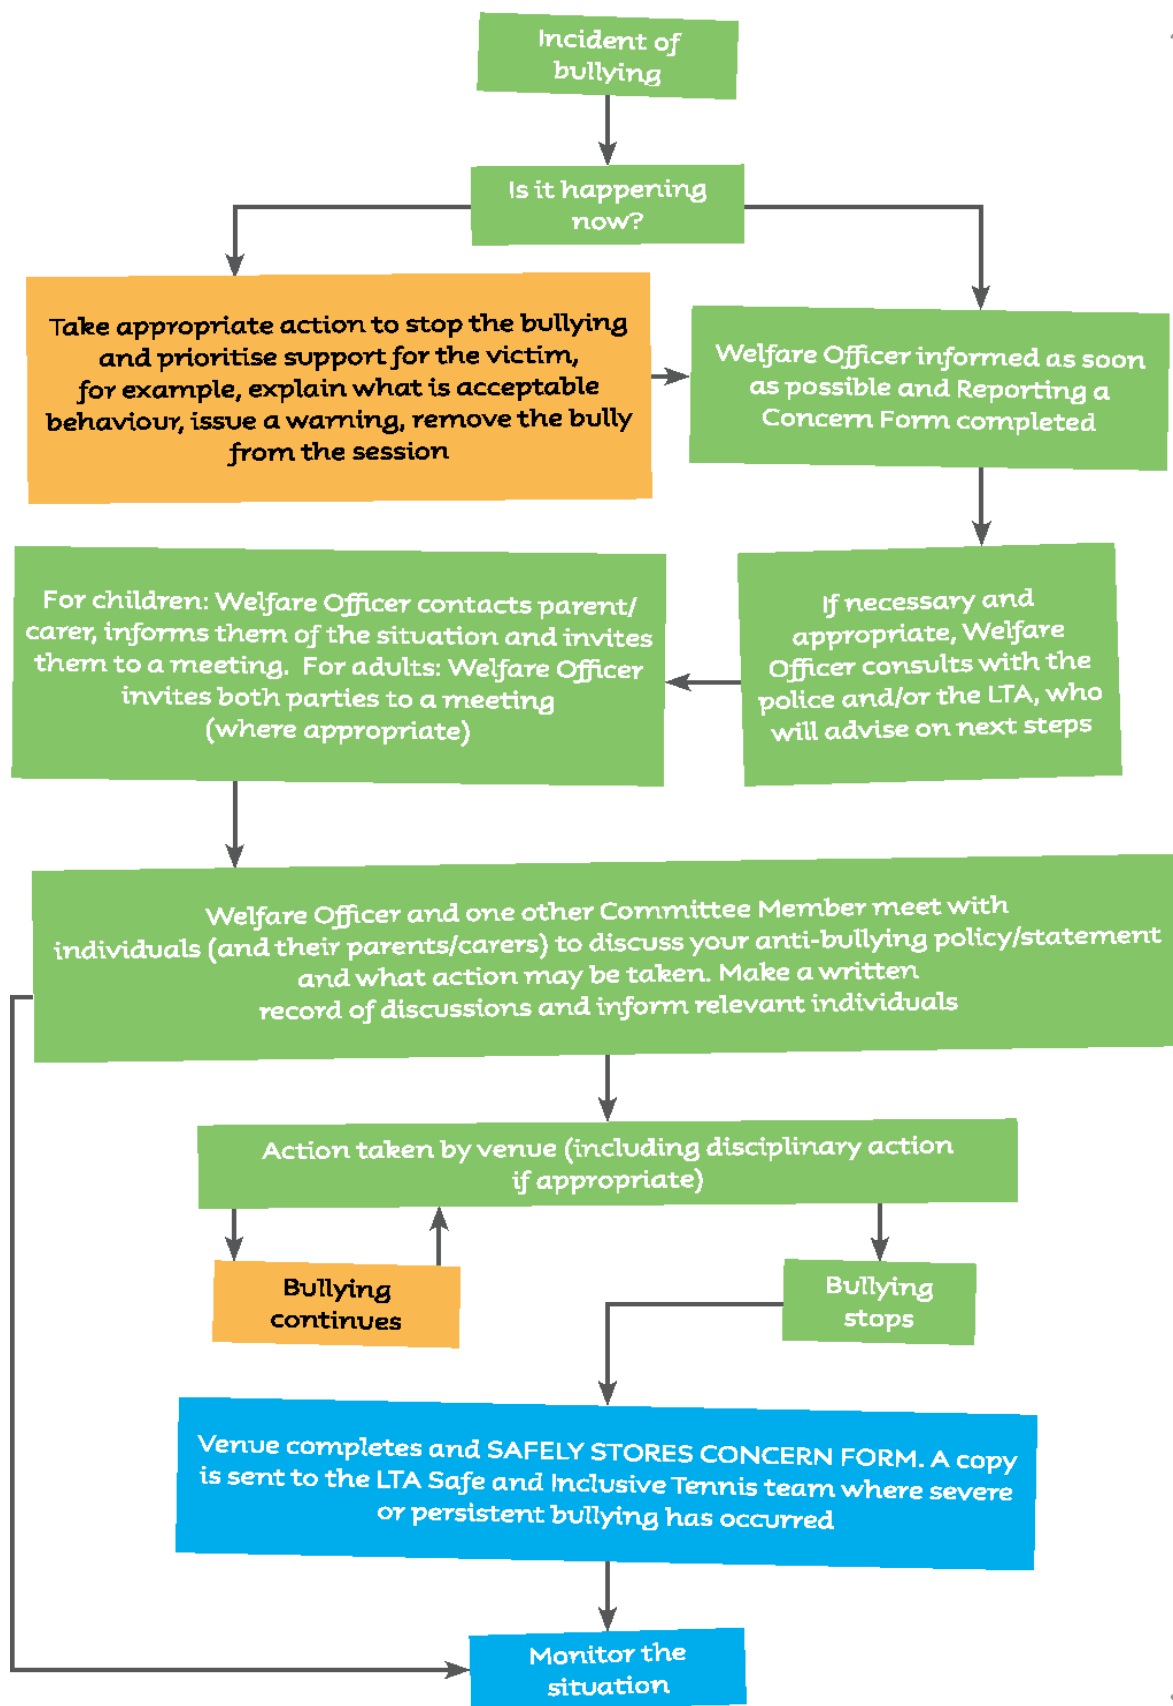 Incident of
bullying
Is it happening
now?
Take appropriate action to stop the bullying
and prioritise support for the victim,
for example, explain what is acceptable
behaviour, issue a warning, remove the bully
from the session
Welfare Officer informed as soon
as possible and Reporting a
Concern Form completed
If necessary and
appropriate, Welfare
Officer consults with the
police and/or the LTA, who
will advise on next steps
For children: Welfare Officer contacts parent/
carer, informs them of the situation and invites
them to a meeting. For adults: Welfare Officer
invites both parties to a meeting
(where appropriate)
Welfare Officer and one other Committee Member meet with
individuals (and their parents/carers) to discuss your anti-bullying policy/statement
and what action may be taken. Make a written
record of discussions and inform relevant individuals
Action taken by venue (including disciplinary action
if appropriate)
Bullying
continues
Bullying
stops
Venue completes and SAFELY STORES CONCERN FORM. A copy
is sent to the LTA Safe and Inclusive Tennis team where severe
or persistent bullying has occurred
Monitor the
situation